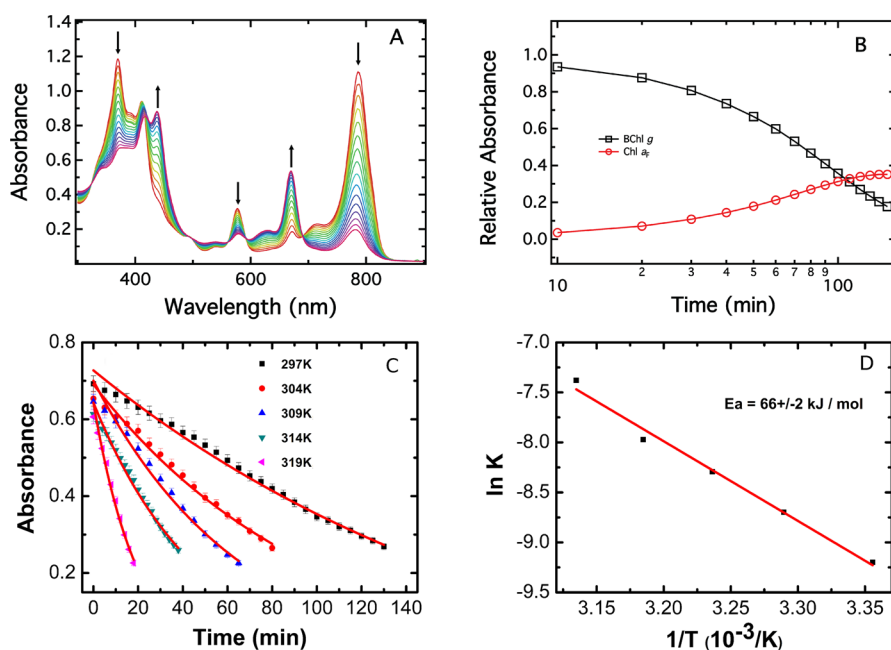 A
Absorbance
1.4
1.2
1.0
0.8
0.6
0.4
0.2
400
600
800
Wavelength (nm)
B
Relative Absorbance
1.0
0.8
0.6
0.4
0.2
0.0
BChl g
Chl aF
10
2
3
4
5
6
7
8
9
100
Time (min)
C
Absorbance
0.8
0.6
0.4
0.2
297K
304K
309K
314K
319K
0
20
40
60
80
100
120
140
Time (min)
D
ln K
-7.0
-7.5
-8.0
-8.5
-9.0
-9.5
Ea = 66+/-2 kJ / mol
3.15
3.20
3.25
3.30
3.35
1/T (10-3/K)